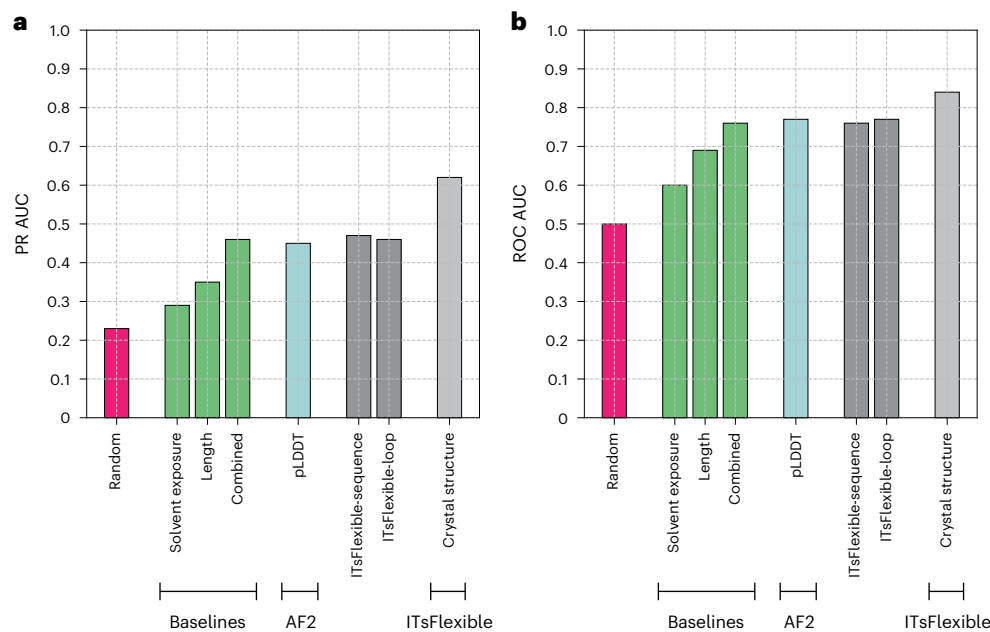 a
PR AUC
1.0
0.9
0.8
0.7
0.6
0.5
0.4
0.3
0.2
0.1
0
Random
Solvent exposure
Length
Combined
pLDDT
ITsFlexible-sequence
ITsFlexible-loop
Crystal structure
Baselines
AF2
ITsFlexible
b
ROC AUC
1.0
0.9
0.8
0.7
0.6
0.5
0.4
0.3
0.2
0.1
0
Random
Solvent exposure
Length
Combined
pLDDT
ITsFlexible-sequence
ITsFlexible-loop
Crystal structure
Baselines
AF2
ITsFlexible